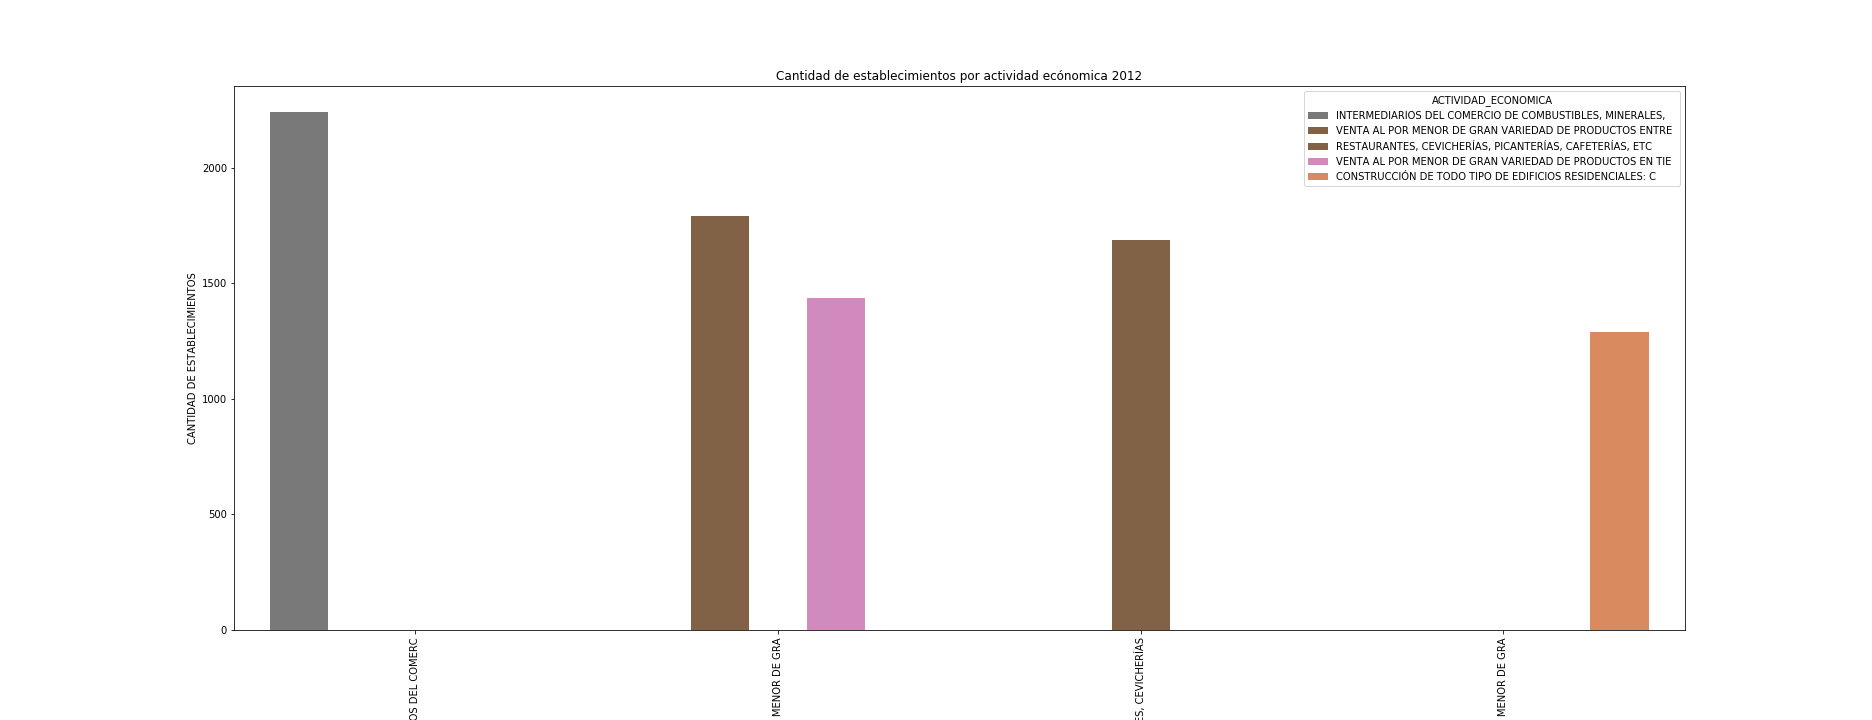 Cantidad de establecimientos por actividad ecónomica 2012
ACTIVIDAD_ECONOMICA
INTERMEDIARIOS DEL COMERCIO DE COMBUSTIBLES, MINERALES,
VENTA AL POR MENOR DE GRAN VARIEDAD DE PRODUCTOS ENTRE
RESTAURANTES, CEVICHERÍAS, PICANTERÍAS, CAFETERÍAS, ETC
VENTA AL POR MENOR DE GRAN VARIEDAD DE PRODUCTOS EN TIE
CONSTRUCCIÓN DE TODO TIPO DE EDIFICIOS RESIDENCIALES: C
CANTIDAD DE ESTABLECIMIENTOS
2000
1500
1000
500
0
OS DEL COMERC
MENOR DE GRA
ES, CEVICHERÍAS
MENOR DE GRA